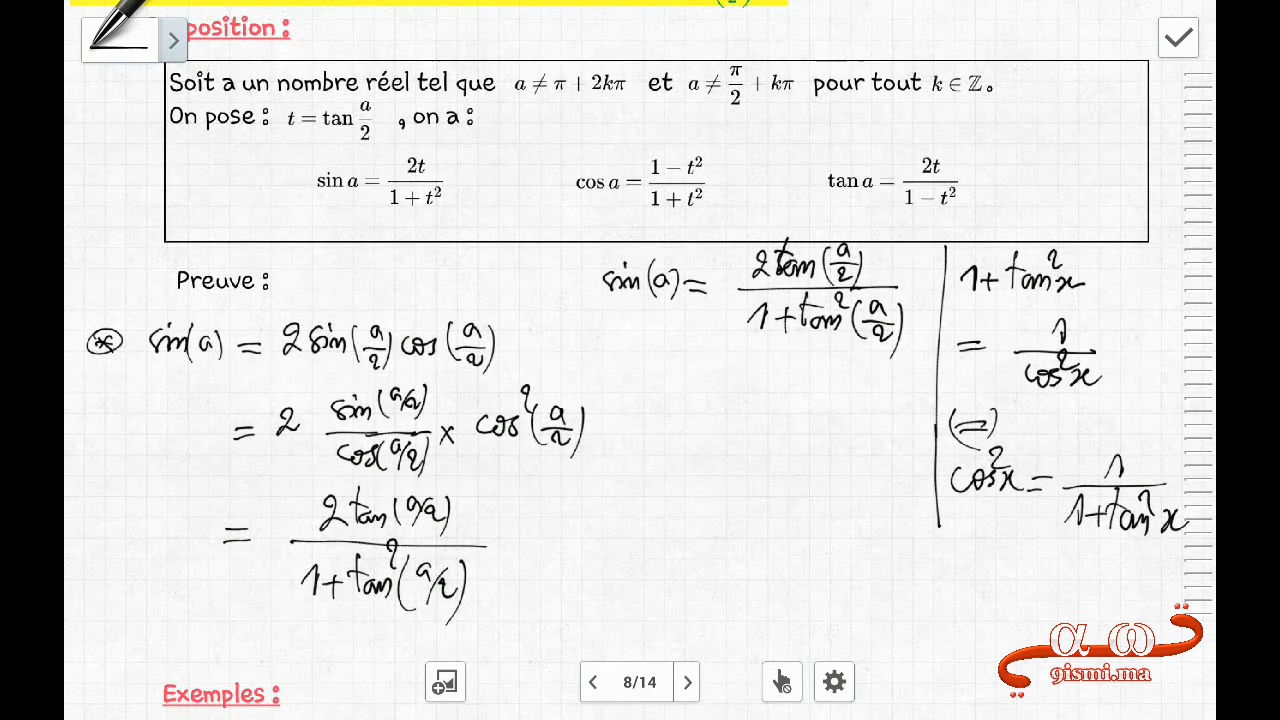 position :
Soit a un nombre réel tel que a ≠ π + 2kπ et a ≠ π/2 + kπ pour tout k ∈ ℤ.
On pose : t = tan a/2 , on a :
sin a = 2t/(1 + t²) cos a = (1 − t²)/(1 + t²) tan a = 2t/(1 − t²)
Preuve :
sin(a) = 2tan(a/2)/(1+tan²(a/2))
* sin(a) = 2 sin(a/2) cos(a/2)
= 2 sin(a/2)/cos(a/2) × cos²(a/2)
= 2tan(a/2)/(1+tan²(a/2))
1+tan²x
= 1/cos²x
(=)
cos²x = 1/(1+tan²x)
Exemples :
8/14
α ω
gismi.ma